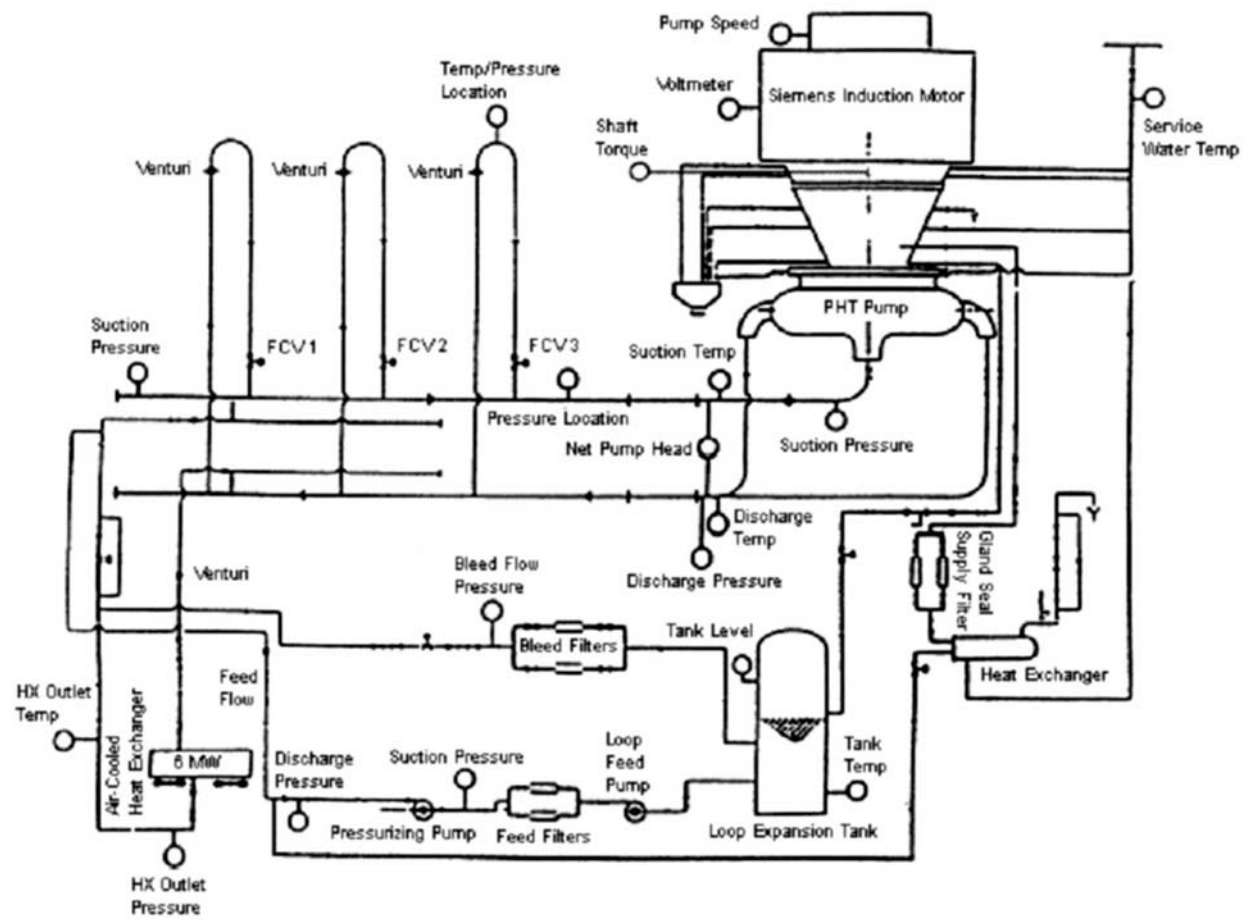 Pump Speed
Siemens Induction Motor
Voltmeter
Temp/Pressure
Location
Shaft
Torque
Service
Water Temp
Venturi
Venturi
Venturi
PHT Pump
Suction
Pressure
FCV1
FCV2
FCV3
Suction Temp
Pressure Location
Net Pump Head
Suction Pressure
Discharge
Temp
Discharge Pressure
Venturi
Bleed Flow
Pressure
Bleed Filters
Tank Level
Gland Seal
Supply Filter
Heat Exchanger
Feed
Flow
HX Outlet
Temp
Air-Cooled
Heat Exchanger
6 MW
Discharge
Pressure
Suction Pressure
Loop
Feed
Pump
Tank
Temp
Pressurizing Pump
Feed Filters
Loop Expansion Tank
HX Outlet
Pressure